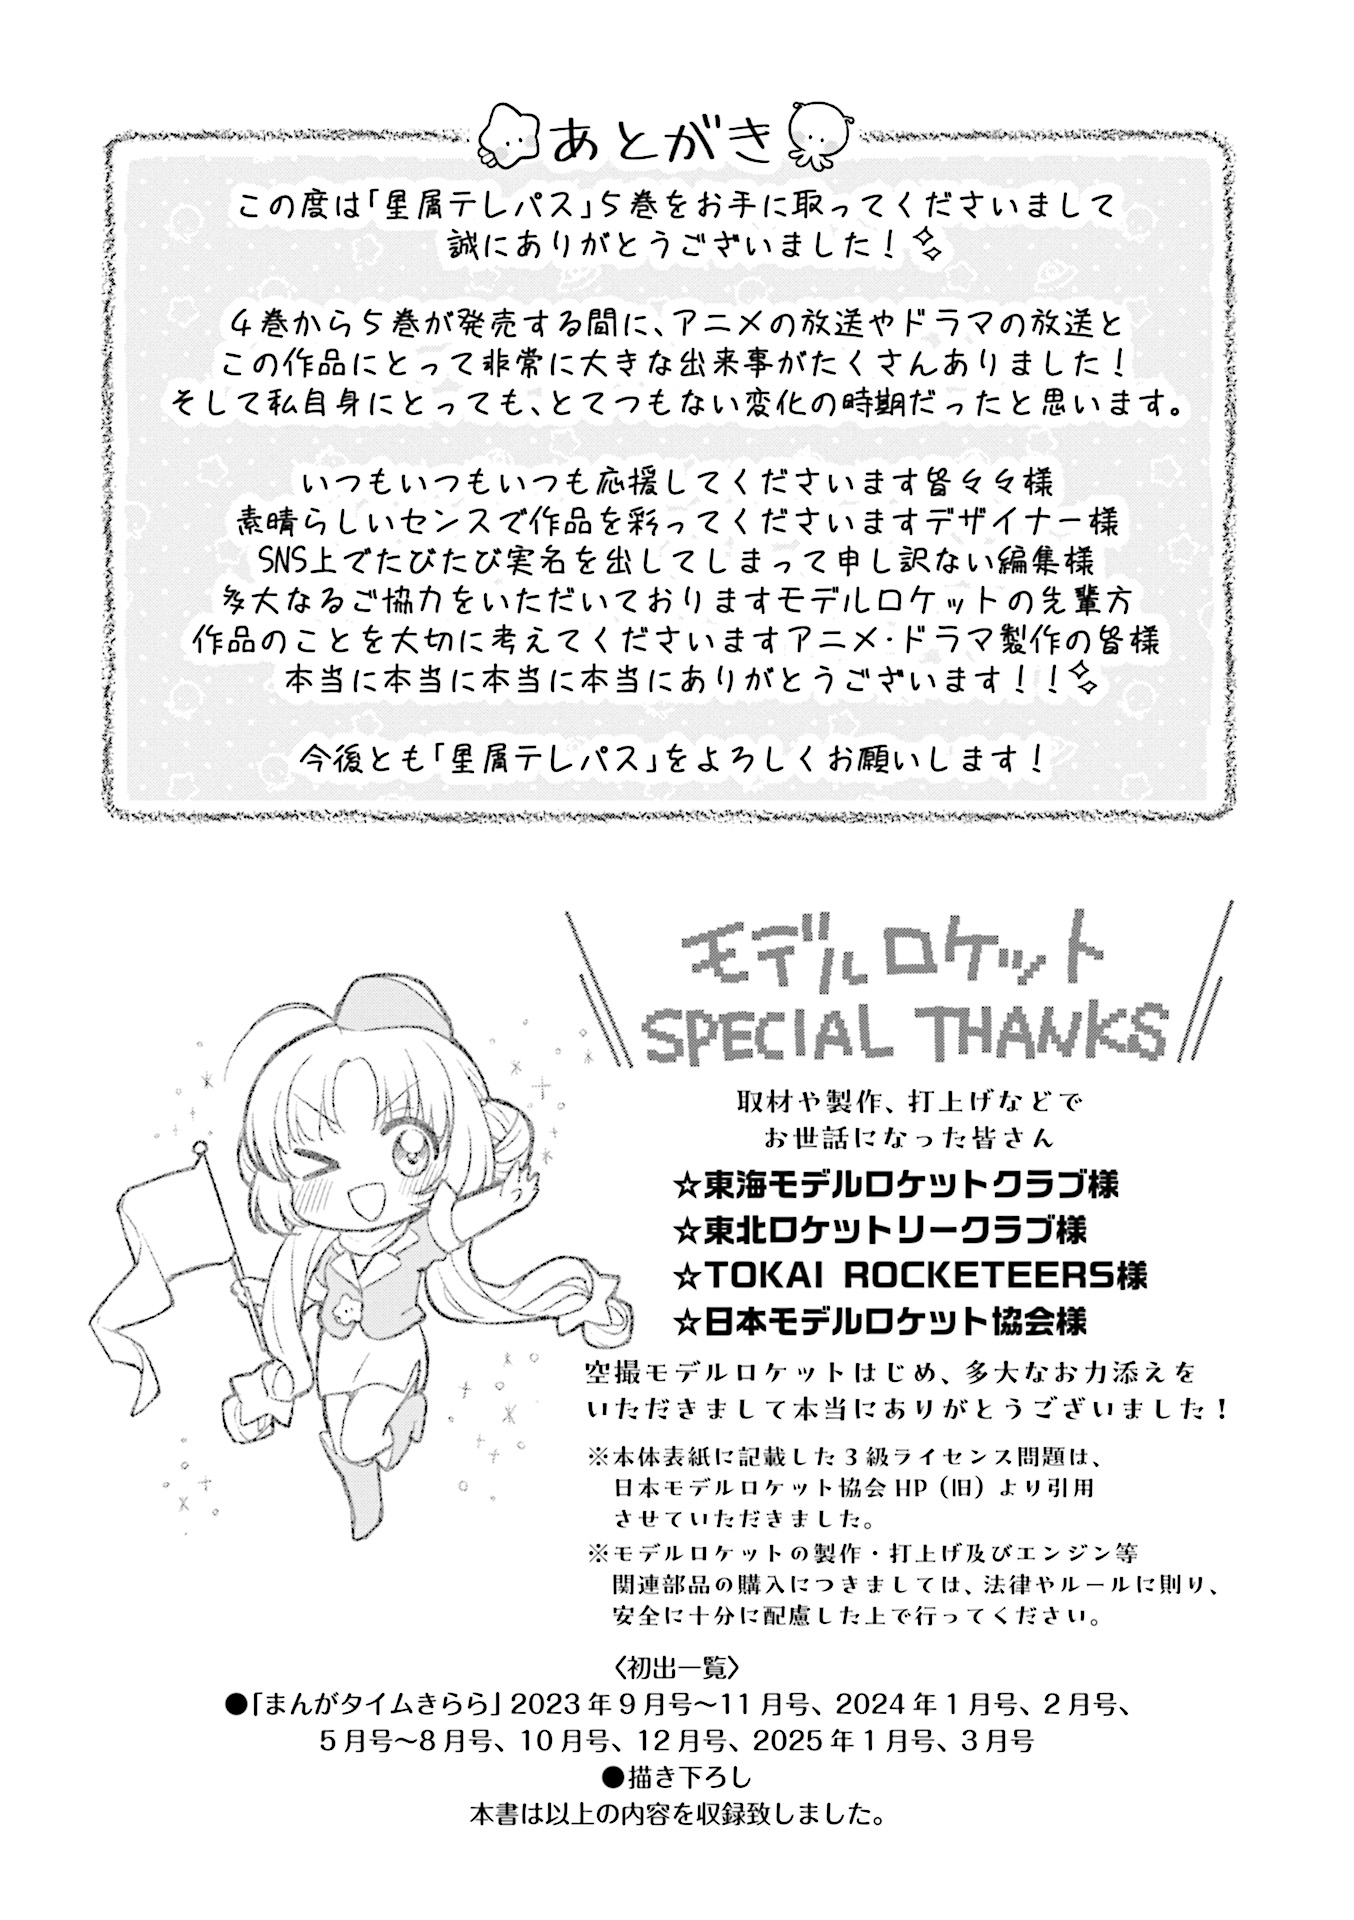 あとがき
この度は「星屑テレパス」5巻をお手に取ってくださいまして
誠にありがとうございました！
4巻から5巻が発売する間に、アニメの放送やドラマの放送と
この作品にとって非常に大きな出来事がたくさんありました！
そして私自身にとっても、とてつもない変化の時期だったと思います。
いつもいつもいつも応援してくださいます皆々々様
素晴らしいセンスで作品を彩ってくださいますデザイナー様
SNS上でたびたび実名を出してしまって申し訳ない編集様
多大なるご協力をいただいておりますモデルロケットの先輩方
作品のことを大切に考えてくださいますアニメ・ドラマ製作の皆様
本当に本当に本当に本当にありがとうございます！！
今後とも「星屑テレパス」をよろしくお願いします！
モデルロケット
SPECIAL THANKS
取材や製作、打上げなどで
お世話になった皆さん
☆東海モデルロケットクラブ様
☆東北ロケットリークラブ様
☆TOKAI ROCKETEERS様
☆日本モデルロケット協会様
空撮モデルロケットはじめ、多大なお力添えを
いただきまして本当にありがとうございました！
※本体表紙に記載した3級ライセンス問題は、
日本モデルロケット協会HP（旧）より引用
させていただきました。
※モデルロケットの製作・打上げ及びエンジン等
関連部品の購入につきましては、法律やルールに則り、
安全に十分に配慮した上で行ってください。
〈初出一覧〉
●「まんがタイムきらら」2023年9月号〜11月号、2024年1月号、2月号、
5月号〜8月号、10月号、12月号、2025年1月号、3月号
●描き下ろし
本書は以上の内容を収録致しました。